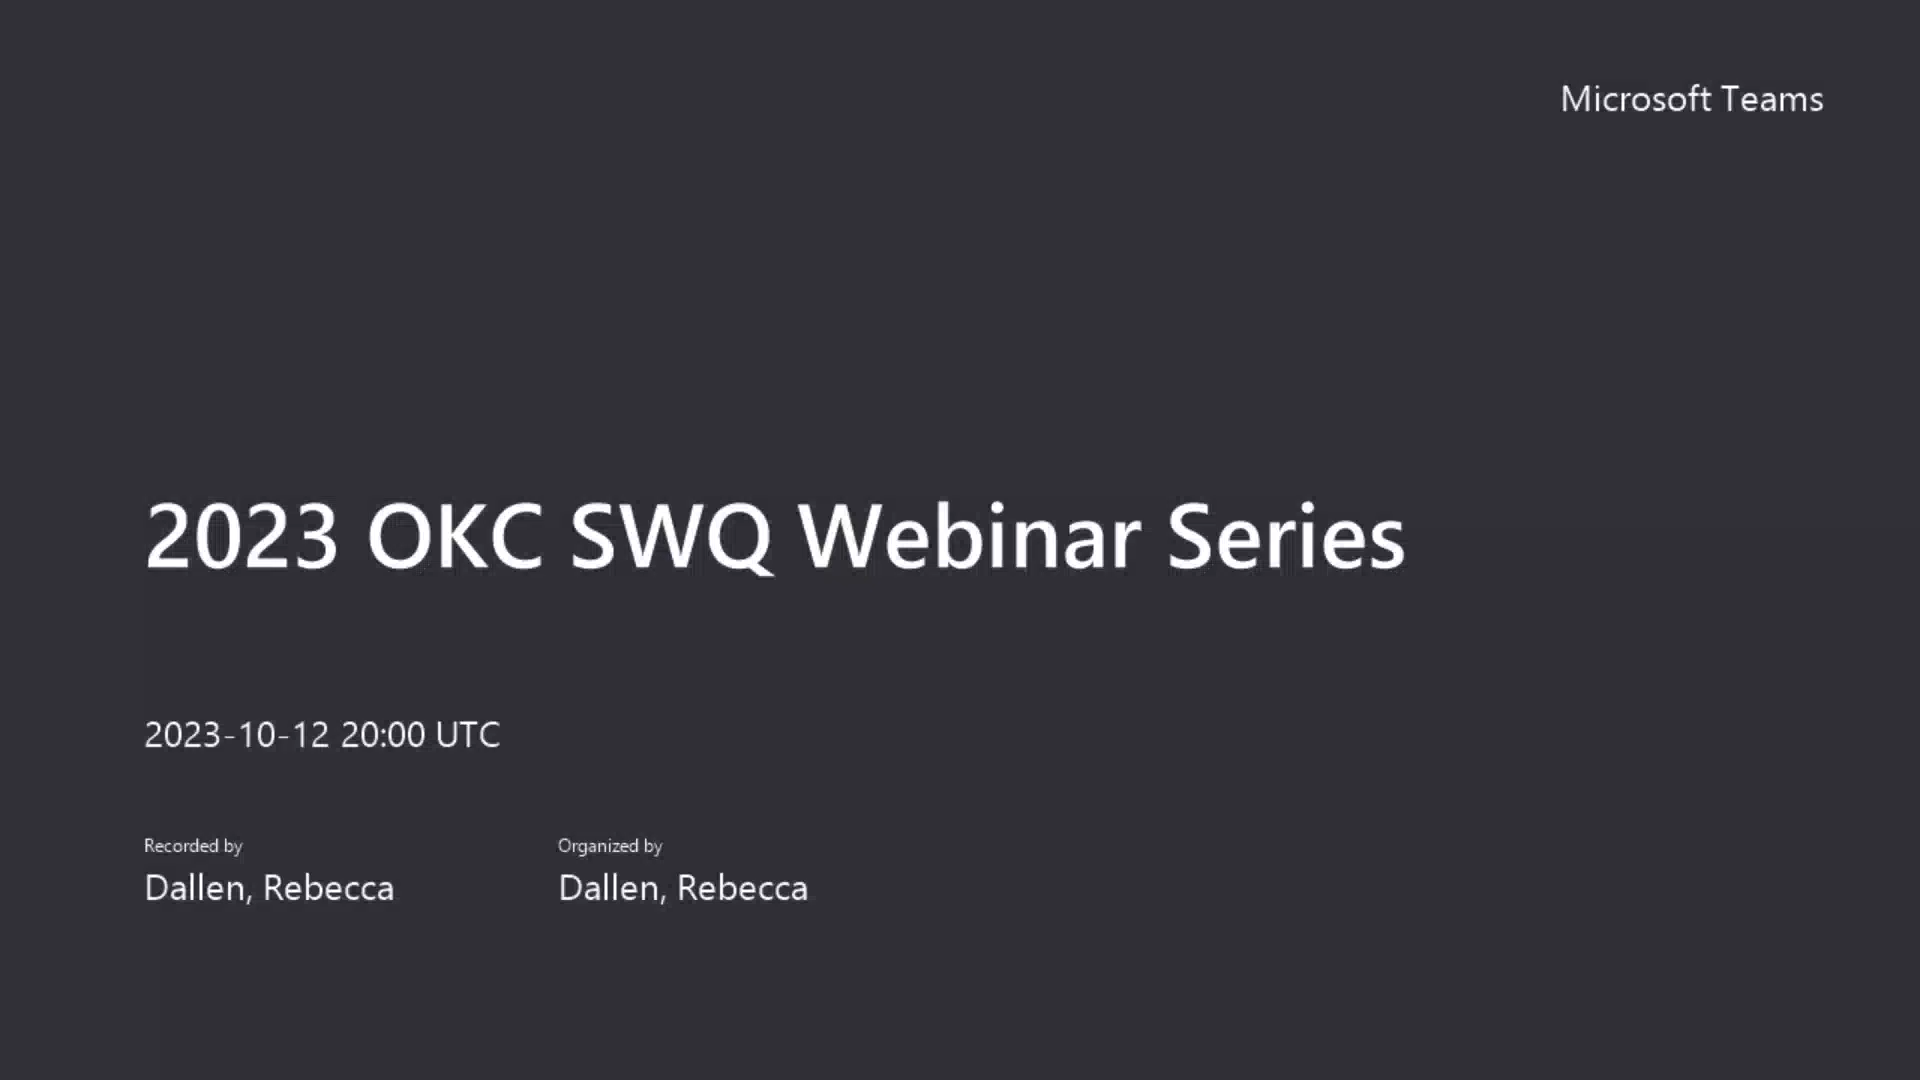 Microsoft Teams
2023 OKC SWQ Webinar Series
2023-10-12 20:00 UTC
Recorded by
Dallen, Rebecca
Organized by
Dallen, Rebecca